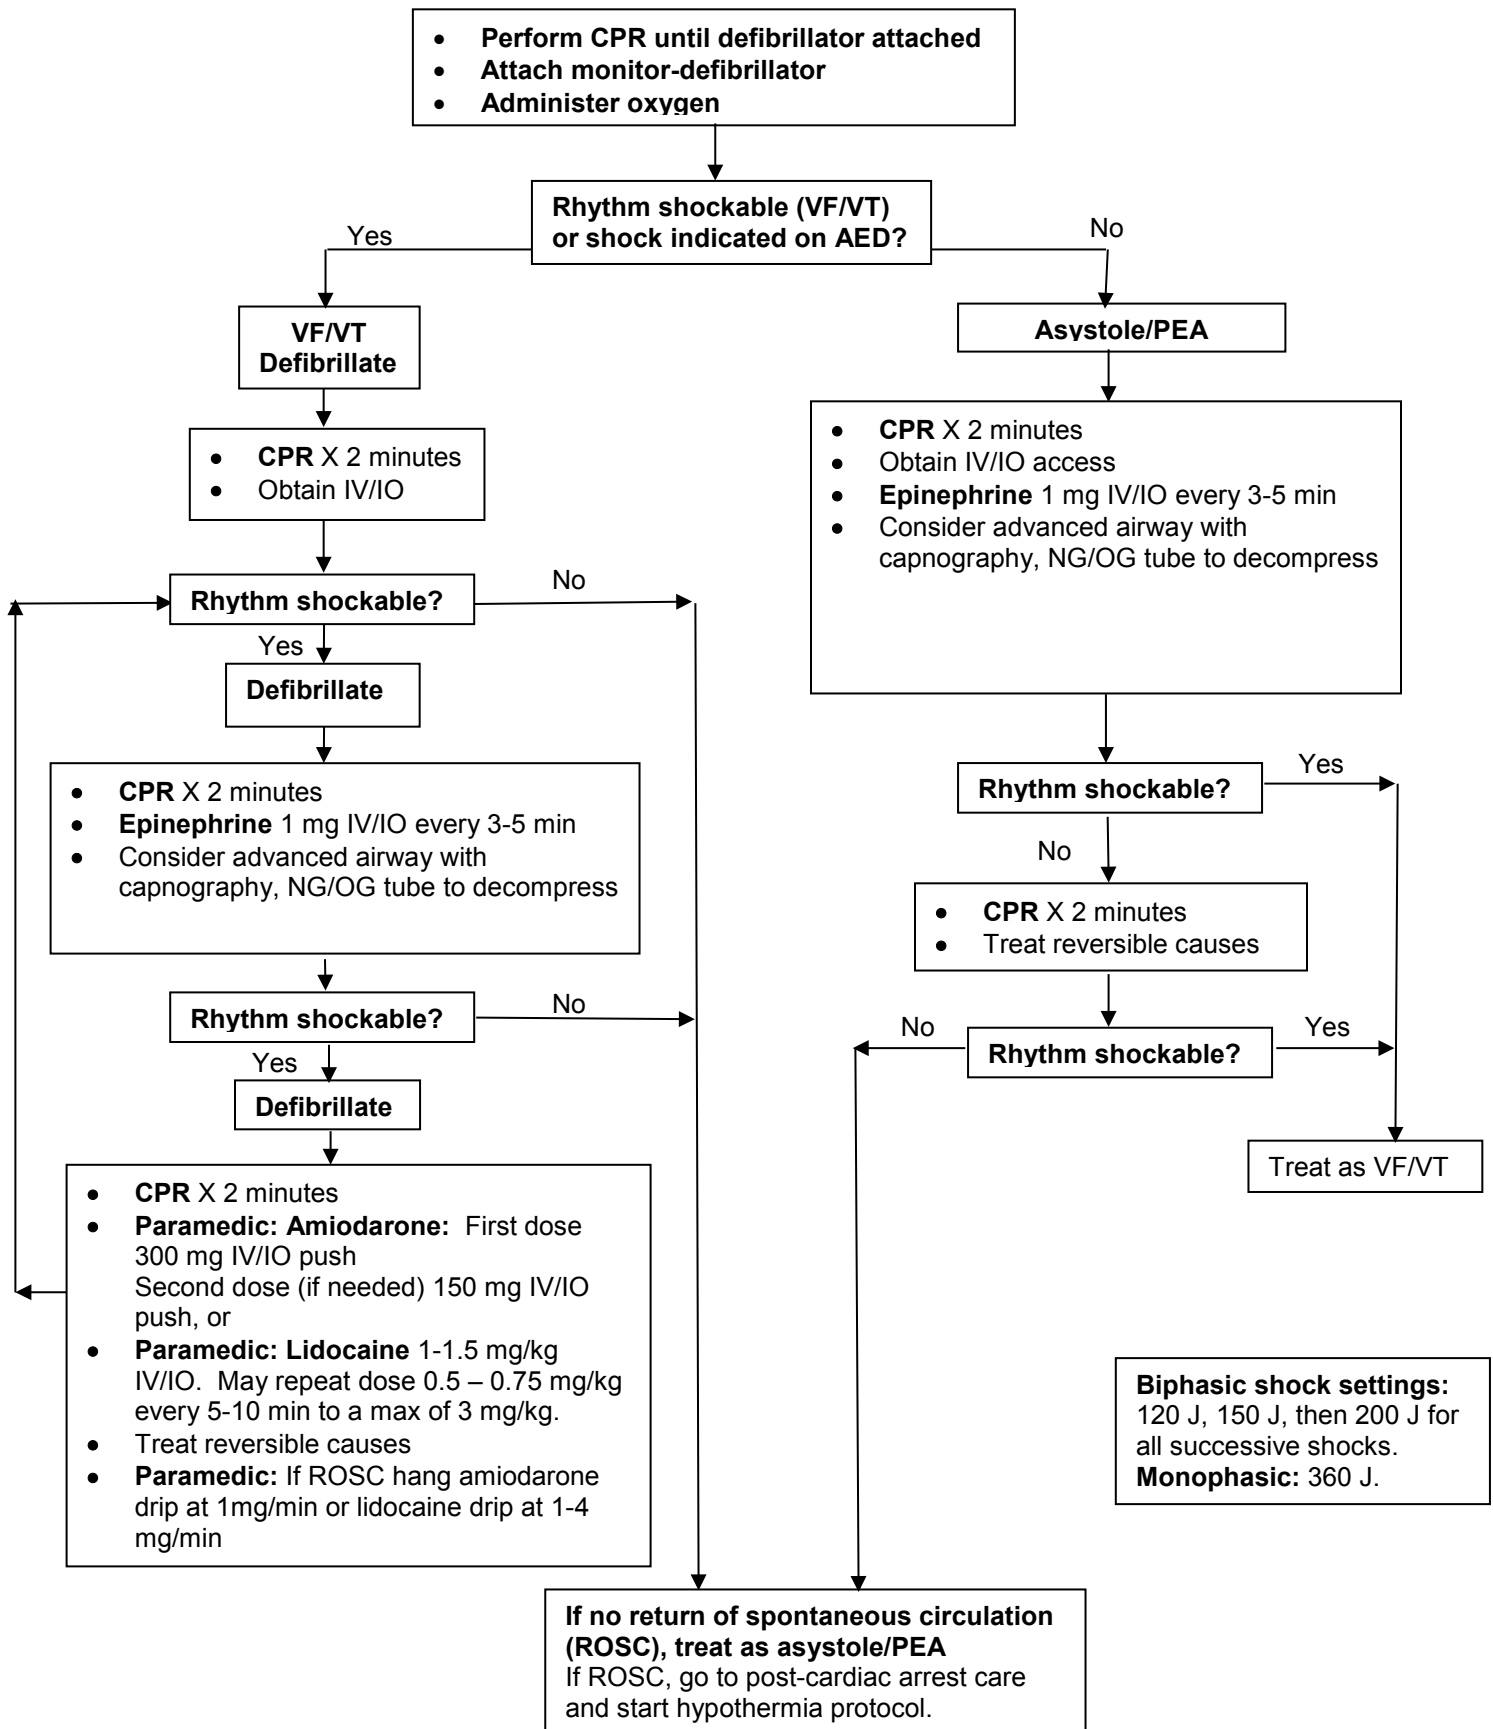 • Perform CPR until defibrillator attached
• Attach monitor-defibrillator
• Administer oxygen
Rhythm shockable (VF/VT)
or shock indicated on AED?
Yes
No
VF/VT
Defibrillate
• CPR X 2 minutes
• Obtain IV/IO
Rhythm shockable?
No
Yes
Defibrillate
• CPR X 2 minutes
• Epinephrine 1 mg IV/IO every 3-5 min
• Consider advanced airway with
capnography, NG/OG tube to decompress
Rhythm shockable?
No
Yes
Defibrillate
• CPR X 2 minutes
• Paramedic: Amiodarone: First dose
300 mg IV/IO push
Second dose (if needed) 150 mg IV/IO
push, or
• Paramedic: Lidocaine 1-1.5 mg/kg
IV/IO. May repeat dose 0.5 – 0.75 mg/kg
every 5-10 min to a max of 3 mg/kg.
• Treat reversible causes
• Paramedic: If ROSC hang amiodarone
drip at 1mg/min or lidocaine drip at 1-4
mg/min
Asystole/PEA
• CPR X 2 minutes
• Obtain IV/IO access
• Epinephrine 1 mg IV/IO every 3-5 min
• Consider advanced airway with
capnography, NG/OG tube to decompress
Rhythm shockable?
Yes
No
• CPR X 2 minutes
• Treat reversible causes
No
Rhythm shockable?
Yes
Treat as VF/VT
Biphasic shock settings:
120 J, 150 J, then 200 J for
all successive shocks.
Monophasic: 360 J.
If no return of spontaneous circulation
(ROSC), treat as asystole/PEA
If ROSC, go to post-cardiac arrest care
and start hypothermia protocol.